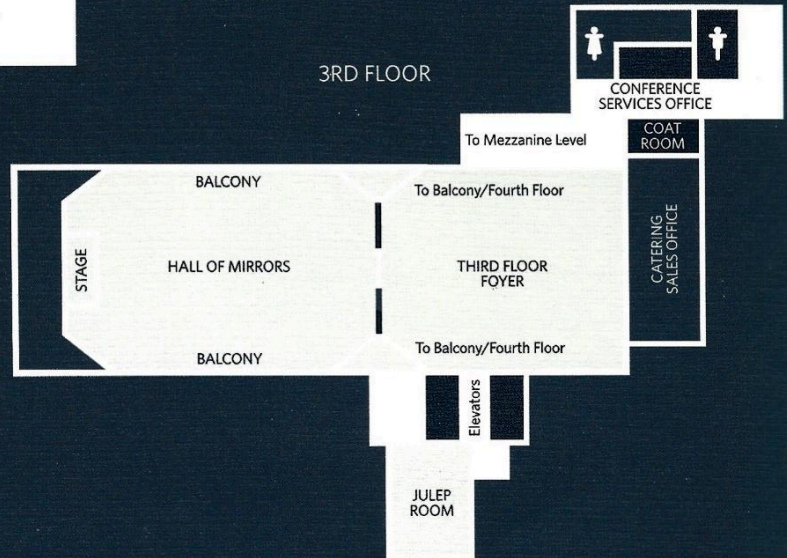 3RD FLOOR
CONFERENCE
SERVICES OFFICE
COAT
ROOM
To Mezzanine Level
BALCONY
To Balcony/Fourth Floor
STAGE
HALL OF MIRRORS
THIRD FLOOR
FOYER
CATERING
SALES OFFICE
BALCONY
To Balcony/Fourth Floor
Elevators
JULEP
ROOM